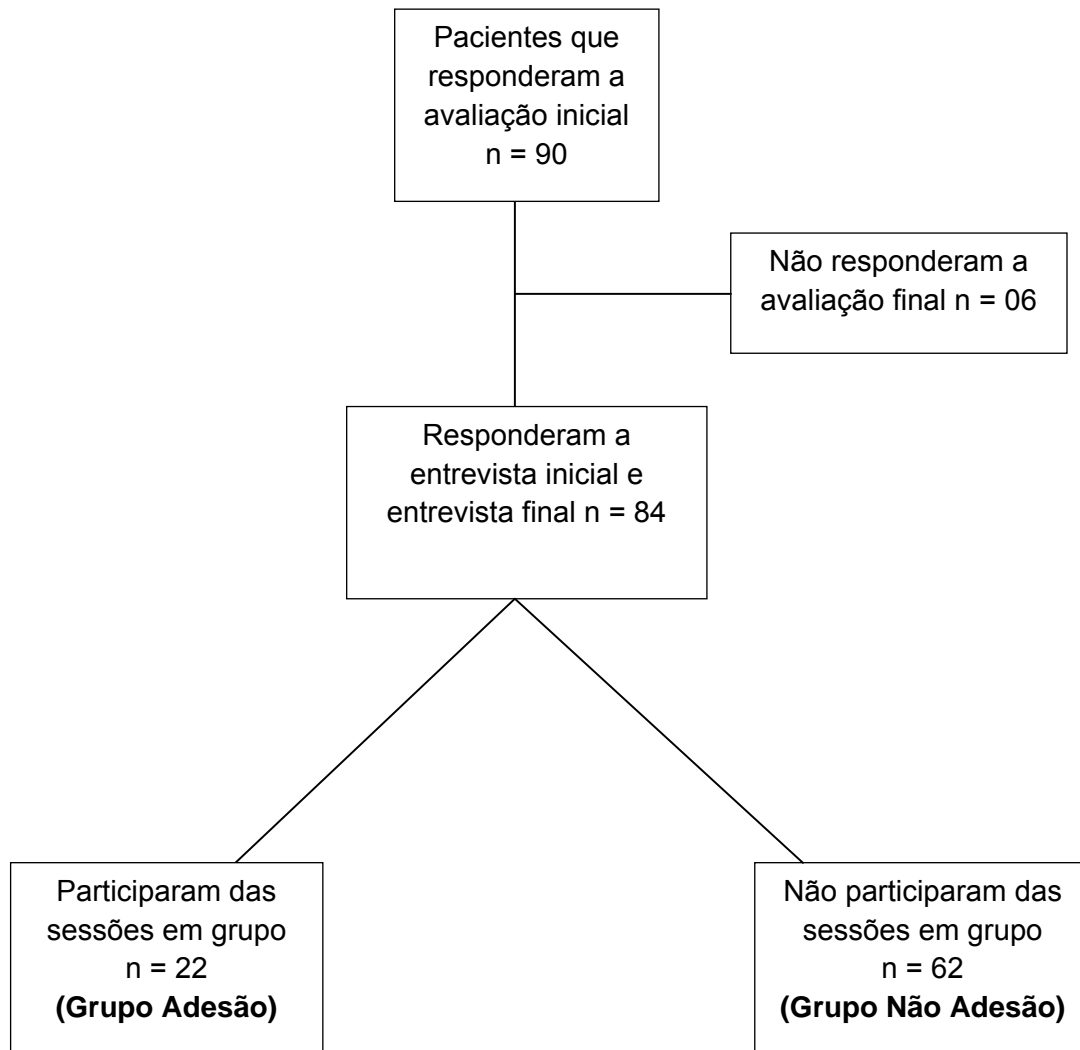 Pacientes que
responderam a
avaliação inicial
n = 90
Não responderam a
avaliação final n = 06
Responderam a
entrevista inicial e
entrevista final n = 84
Participaram das
sessões em grupo
n = 22
(Grupo Adesão)
Não participaram das
sessões em grupo
n = 62
(Grupo Não Adesão)